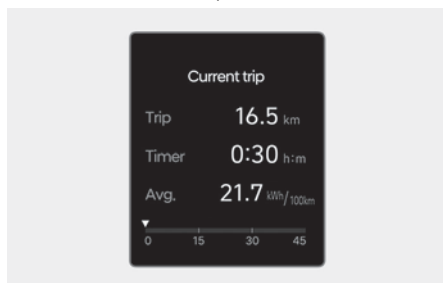 Current trip
Trip 16.5 km
Timer 0:30 h:m
Avg. 21.7 kWh/100km
0 15 30 45